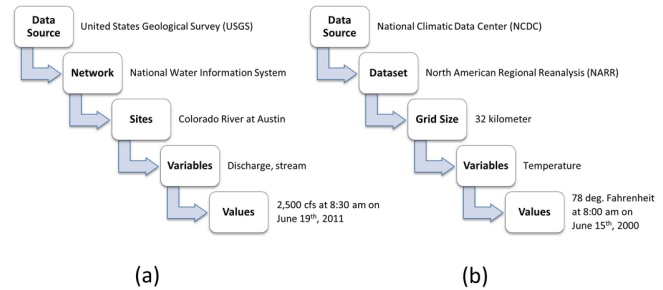 Data Source
United States Geological Survey (USGS)
Network
National Water Information System
Sites
Colorado River at Austin
Variables
Discharge, stream
Values
2,500 cfs at 8:30 am on
June 19th, 2011
(a)
Data Source
National Climatic Data Center (NCDC)
Dataset
North American Regional Reanalysis (NARR)
Grid Size
32 kilometer
Variables
Temperature
Values
78 deg. Fahrenheit
at 8:00 am on
June 15th, 2000
(b)